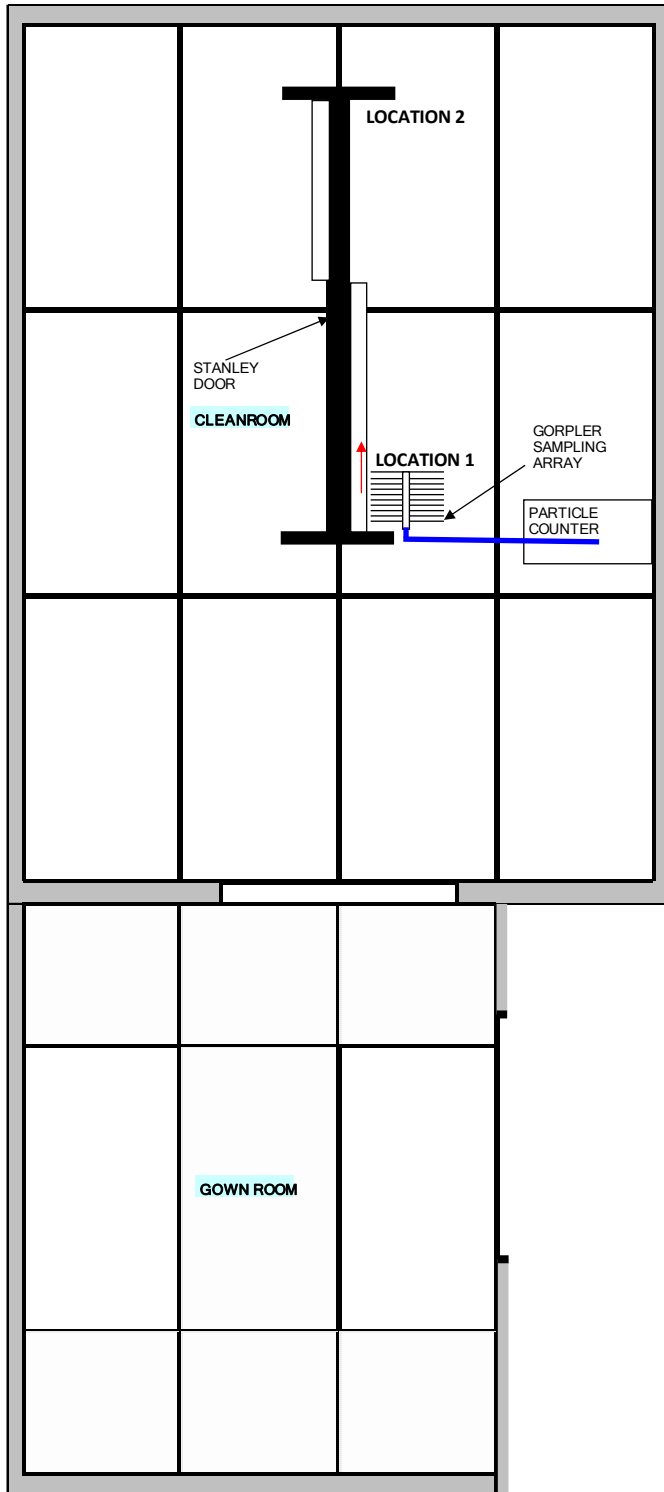 LOCATION 2
STANLEY
DOOR
CLEANROOM
LOCATION 1
GORPLER
SAMPLING
ARRAY
PARTICLE
COUNTER
GOWN ROOM